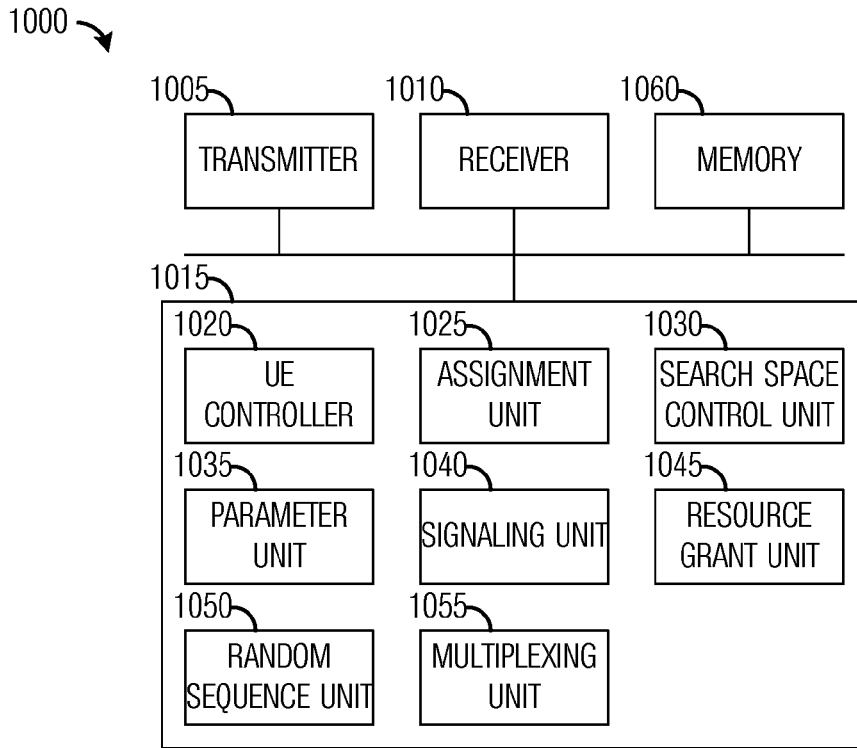 1000
1005
1010
1060
TRANSMITTER
RECEIVER
MEMORY
1015
1020
1025
1030
UE
CONTROLLER
ASSIGNMENT
UNIT
SEARCH SPACE
CONTROL UNIT
1035
1040
1045
PARAMETER
UNIT
SIGNALING UNIT
RESOURCE
GRANT UNIT
1050
1055
RANDOM
SEQUENCE UNIT
MULTIPLEXING
UNIT